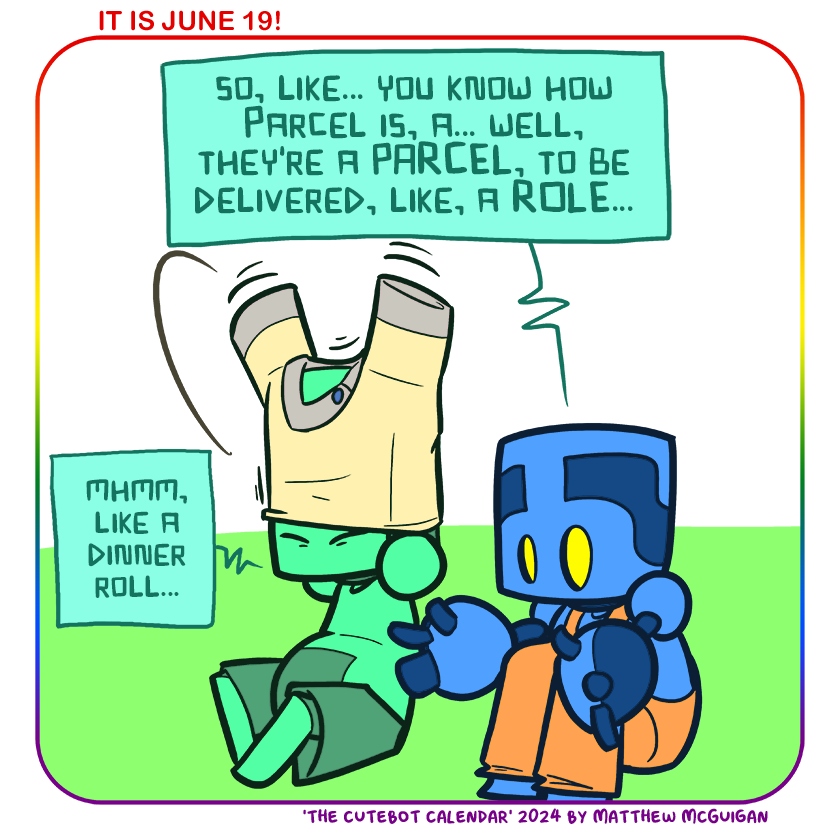 IT IS JUNE 19!
SO, LIKE... YOU KNOW HOW
PARCEL IS, A... WELL,
THEY'RE A PARCEL, TO BE
DELIVERED, LIKE, A ROLE...
MHMM,
LIKE A
DINNER
ROLL...
'THE CUTEBOT CALENDAR' 2024 BY MATTHEW MCGUIGAN